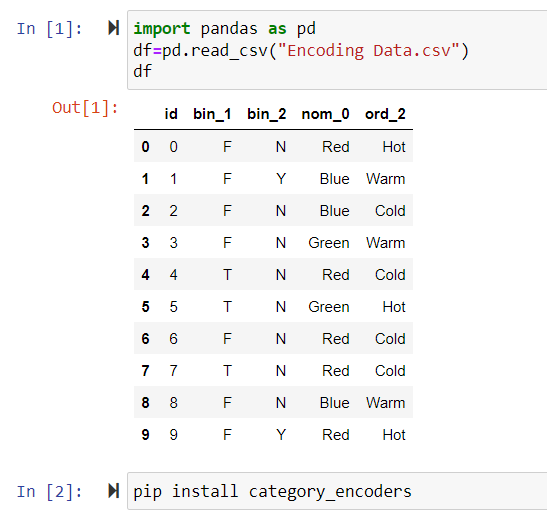 In [1]: import pandas as pd
df=pd.read_csv("Encoding Data.csv")
df
Out[1]:
id bin_1 bin_2 nom_0 ord_2
0 0 F N Red Hot
1 1 F Y Blue Warm
2 2 F N Blue Cold
3 3 F N Green Warm
4 4 T N Red Cold
5 5 T N Green Hot
6 6 F N Red Cold
7 7 T N Red Cold
8 8 F N Blue Warm
9 9 F Y Red Hot
In [2]: pip install category_encoders